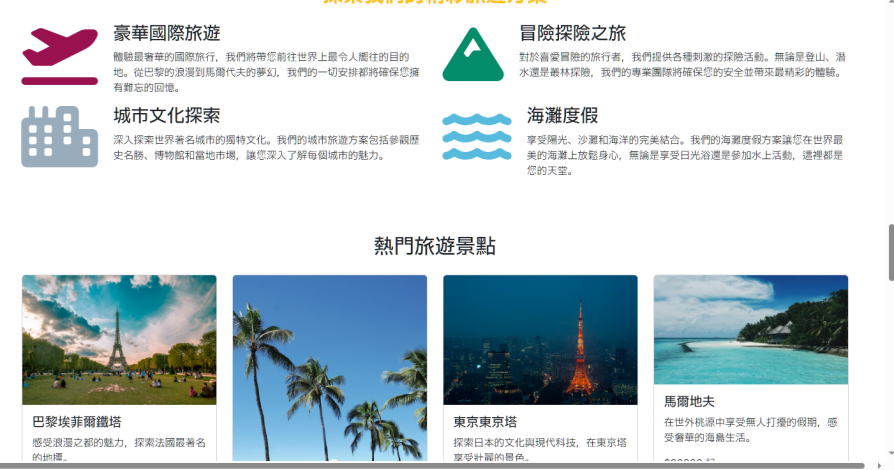 探索我們的精彩旅遊方案
豪華國際旅遊
體驗最奢華的國際旅行，我們將帶您前往世界上最令人嚮往的目的
地。從巴黎的浪漫到馬爾代夫的夢幻，我們的一切安排都將確保您擁
有難忘的回憶。
冒險探險之旅
對於喜愛冒險的旅行者，我們提供各種刺激的探險活動。無論是登山、潛
水還是叢林探險，我們的專業團隊將確保您的安全並帶來最精彩的體驗。
城市文化探索
深入探索世界著名城市的獨特文化。我們的城市旅遊方案包括參觀歷
史名勝、博物館和當地市場，讓您深入了解每個城市的魅力。
海灘度假
享受陽光、沙灘和海洋的完美結合。我們的海灘度假方案讓您在世界最
美的海灘上放鬆身心，無論是享受日光浴還是參加水上活動，這裡都是
您的天堂。
熱門旅遊景點
巴黎埃菲爾鐵塔
感受浪漫之都的魅力，探索法國最著名
的地標。
東京東京塔
探索日本的文化與現代科技，在東京塔
享受壯麗的景色。
馬爾地夫
在世外桃源中享受無人打擾的假期，感
受奢華的海島生活。